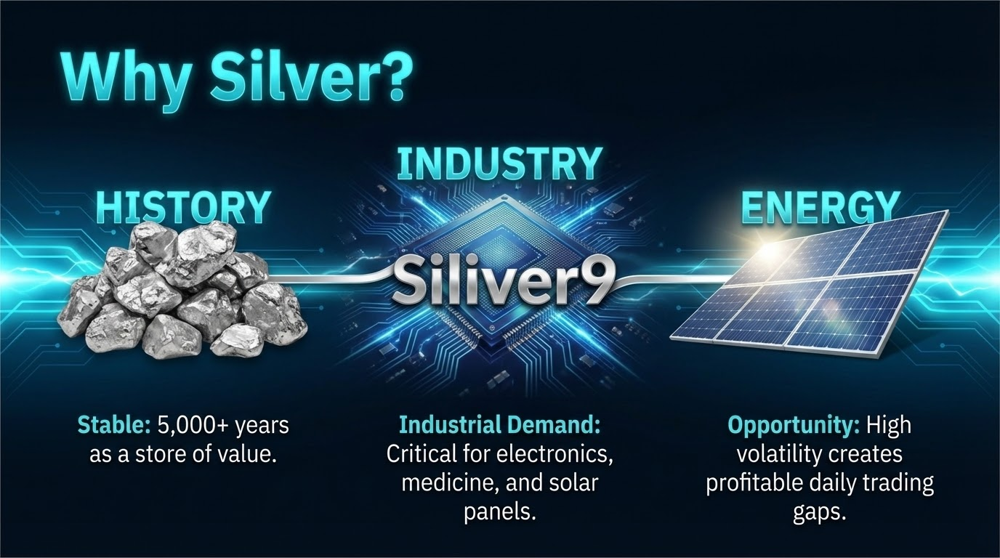 Why Silver?
HISTORY
INDUSTRY
ENERGY
Siliver9
Stable: 5,000+ years
as a store of value.
Industrial Demand:
Critical for electronics,
medicine, and solar
panels.
Opportunity: High
volatility creates
profitable daily trading
gaps.